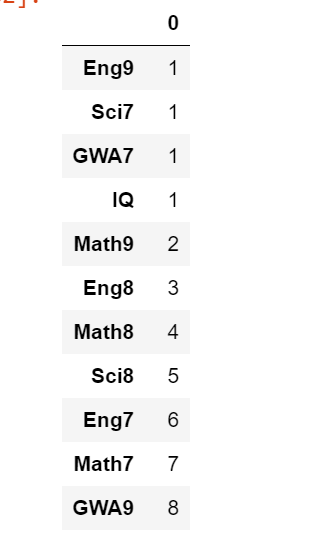 0
Eng9 1
Sci7 1
GWA7 1
IQ 1
Math9 2
Eng8 3
Math8 4
Sci8 5
Eng7 6
Math7 7
GWA9 8